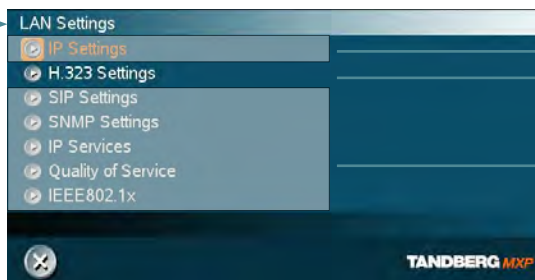 LAN Settings
IP Settings
H.323 Settings
SIP Settings
SNMP Settings
IP Services
Quality of Service
IEEE802.1x
TANDBERG MXP